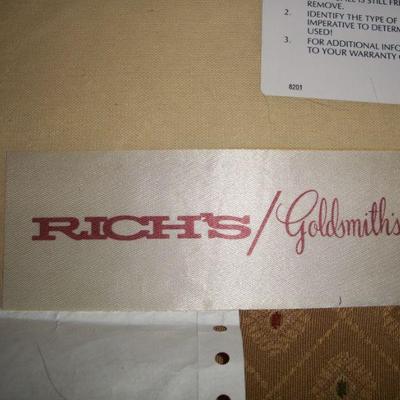 REMOVE.
2. IDENTIFY THE TYPE OF
IMPERATIVE TO DETERM
USED!
3. FOR ADDITIONAL INFO
TO YOUR WARRANTY
8201
RICH'S / Goldsmith's